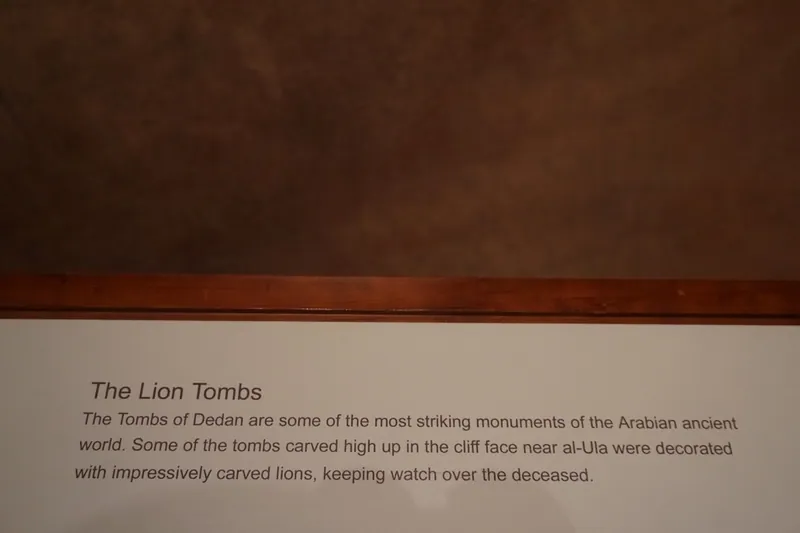 The Lion Tombs
The Tombs of Dedan are some of the most striking monuments of the Arabian ancient
world. Some of the tombs carved high up in the cliff face near al-Ula were decorated
with impressively carved lions, keeping watch over the deceased.